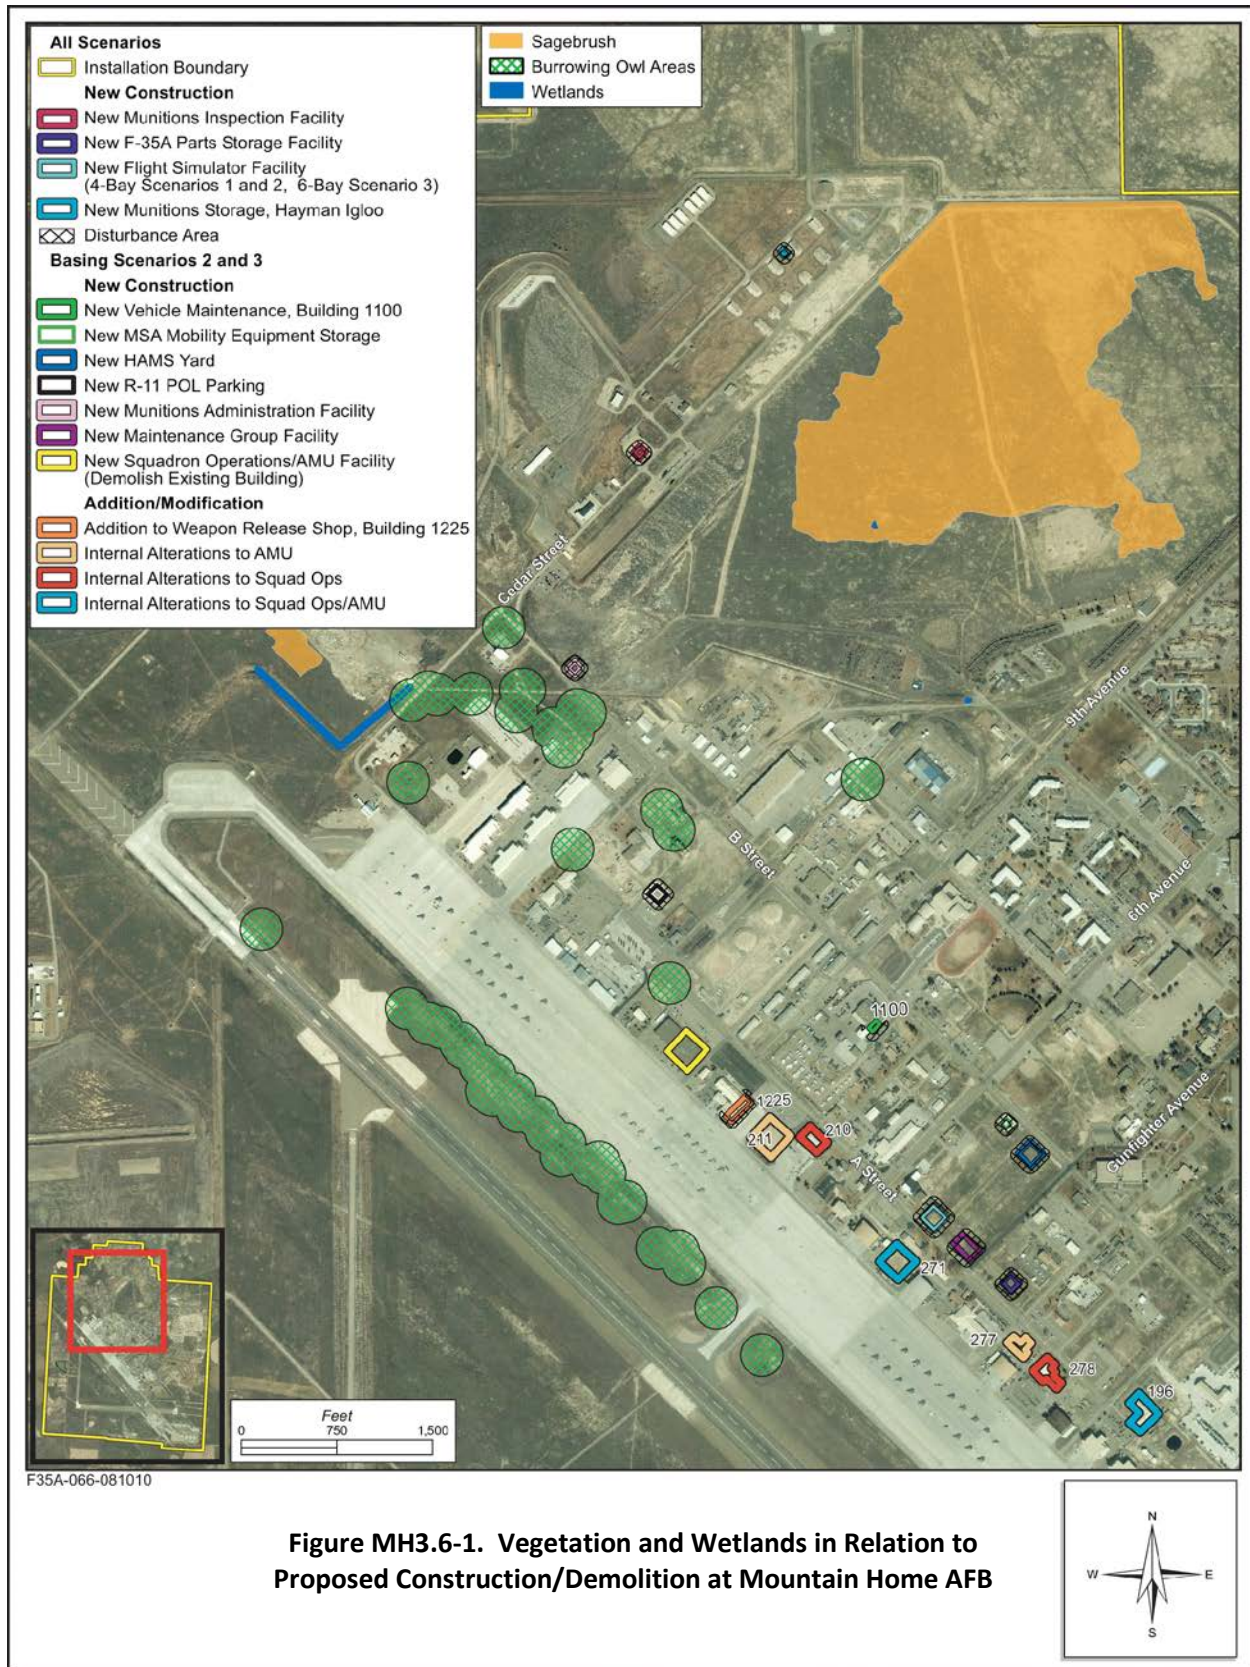 All Scenarios
Installation Boundary
New Construction
New Munitions Inspection Facility
New F-35A Parts Storage Facility
New Flight Simulator Facility
(4-Bay Scenarios 1 and 2, 6-Bay Scenario 3)
New Munitions Storage, Hayman Igloo
Disturbance Area
Basing Scenarios 2 and 3
New Construction
New Vehicle Maintenance, Building 1100
New MSA Mobility Equipment Storage
New HAMS Yard
New R-11 POL Parking
New Munitions Administration Facility
New Maintenance Group Facility
New Squadron Operations/AMU Facility
(Demolish Existing Building)
Addition/Modification
Addition to Weapon Release Shop, Building 1225
Internal Alterations to AMU
Internal Alterations to Squad Ops
Internal Alterations to Squad Ops/AMU
Sagebrush
Burrowing Owl Areas
Wetlands
Cedar Street
9th Avenue
B Street
6th Avenue
1100
Gunfighter Avenue
1225
211
210
A Street
271
277
278
196
Feet
0 750 1,500
F35A-066-081010
Figure MH3.6-1. Vegetation and Wetlands in Relation to
Proposed Construction/Demolition at Mountain Home AFB
N
W E
S